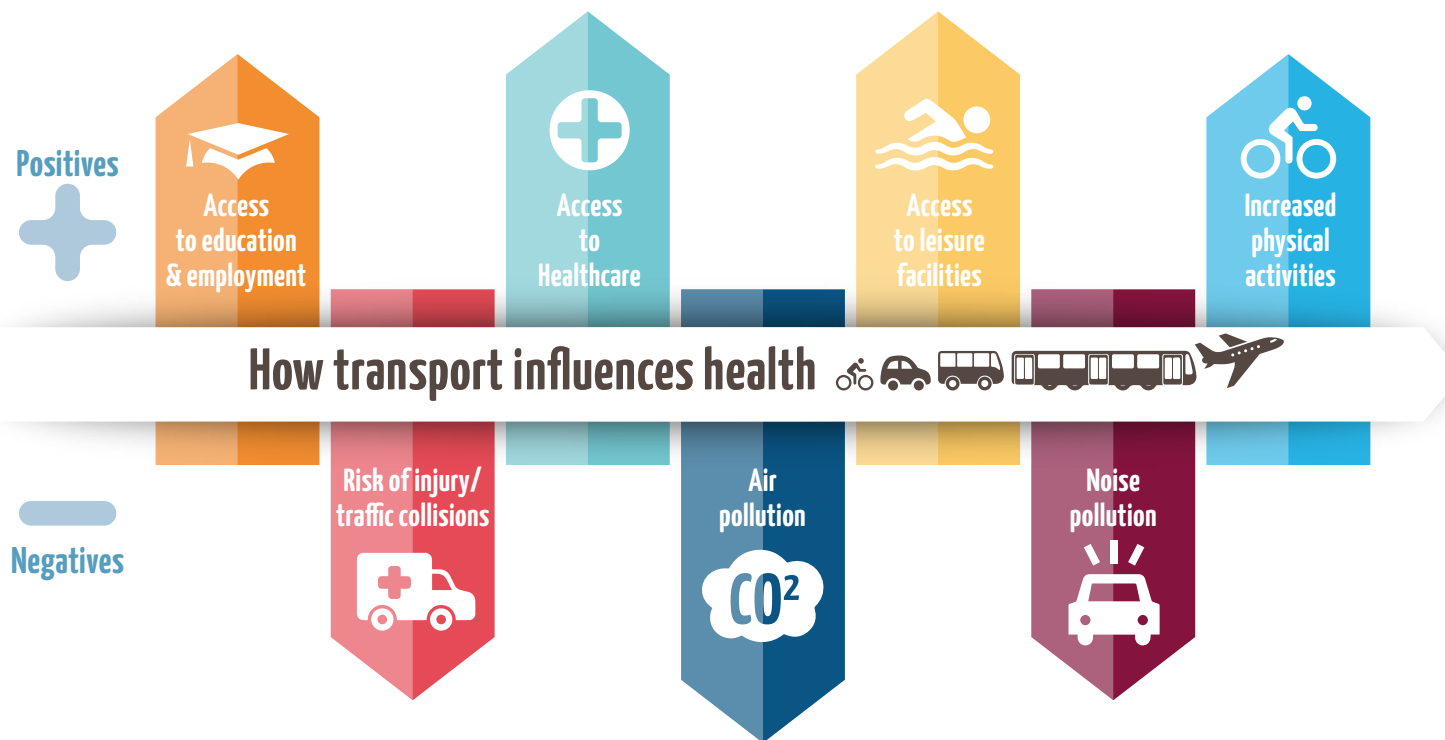 Positives
Access
to education
& employment
Access
to
Healthcare
Access
to leisure
facilities
Increased
physical
activities
How transport influences health
Negatives
Risk of injury/
traffic collisions
Air
pollution
CO²
Noise
pollution